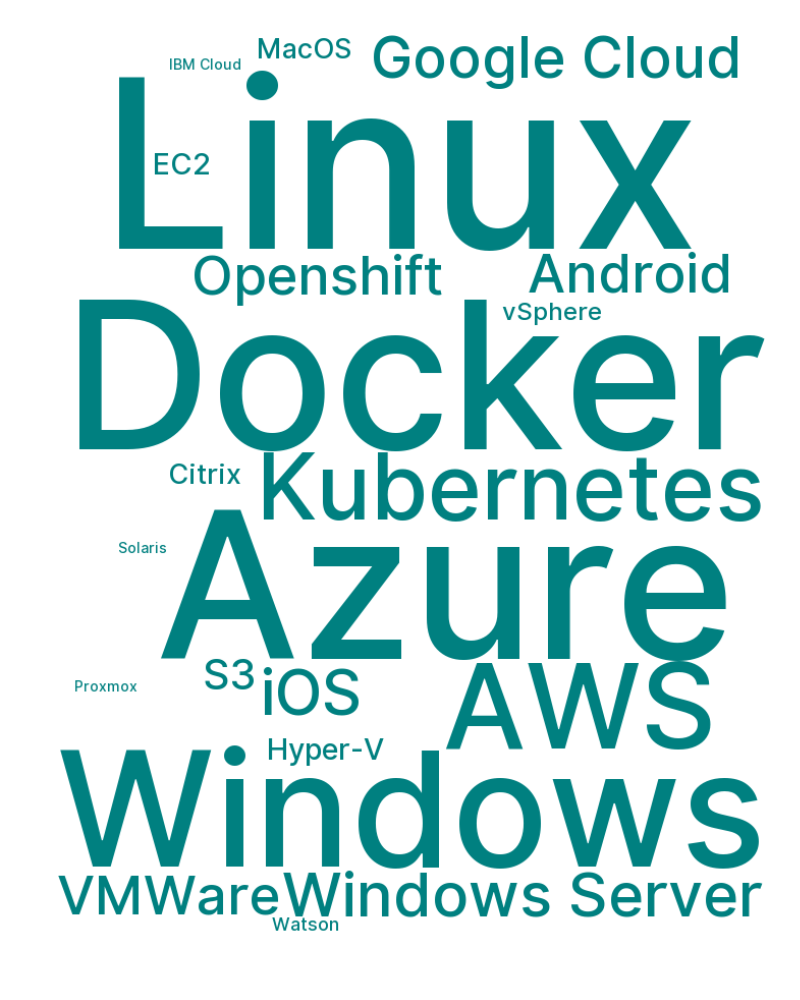 MacOS
Google Cloud
IBM Cloud
Linux
EC2
Openshift
Android
vSphere
Docker
Citrix
Kubernetes
Solaris
Azure
S3
iOS
AWS
Proxmox
Hyper-V
Windows
VMWare
Windows Server
Watson